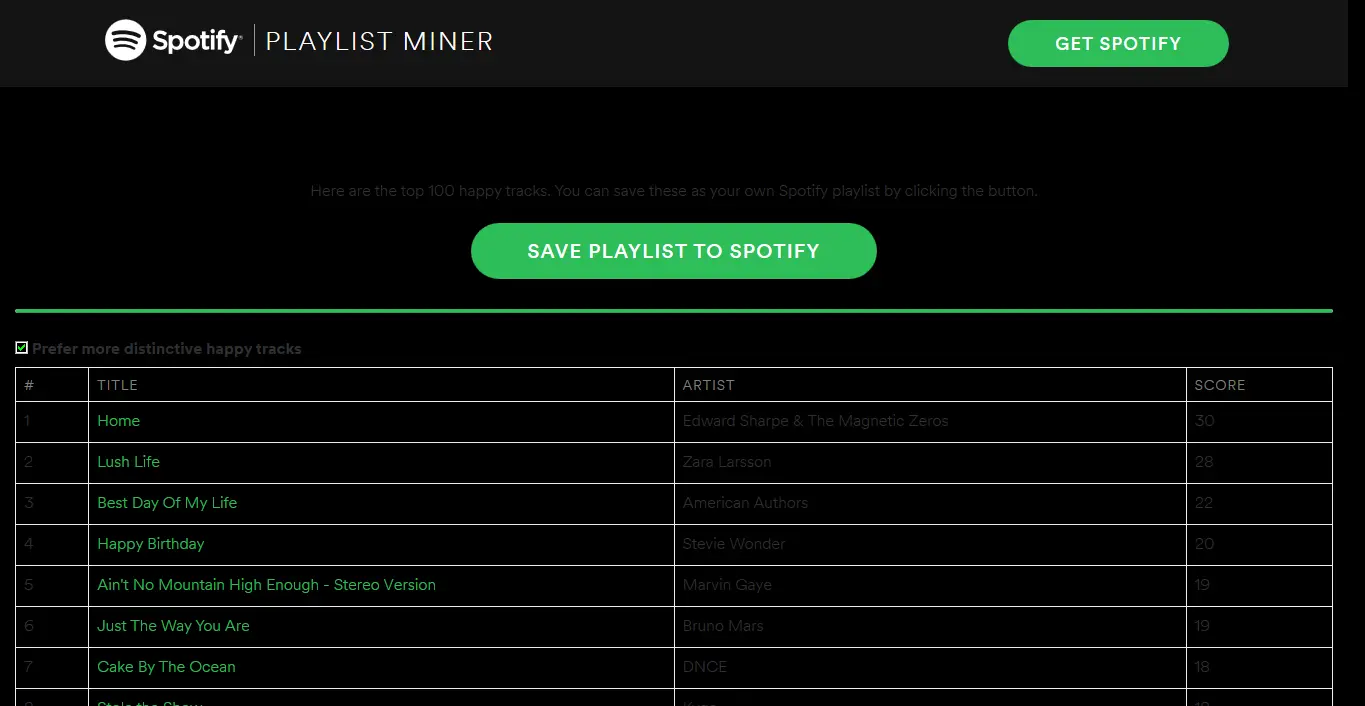 Spotify® PLAYLIST MINER
GET SPOTIFY
Here are the top 100 happy tracks. You can save these as your own Spotify playlist by clicking the button.
SAVE PLAYLIST TO SPOTIFY
Prefer more distinctive happy tracks
# TITLE ARTIST SCORE
1 Home Edward Sharpe & The Magnetic Zeros 30
2 Lush Life Zara Larsson 28
3 Best Day Of My Life American Authors 22
4 Happy Birthday Stevie Wonder 20
5 Ain't No Mountain High Enough - Stereo Version Marvin Gaye 19
6 Just The Way You Are Bruno Mars 19
7 Cake By The Ocean DNCE 18
Stole the Show